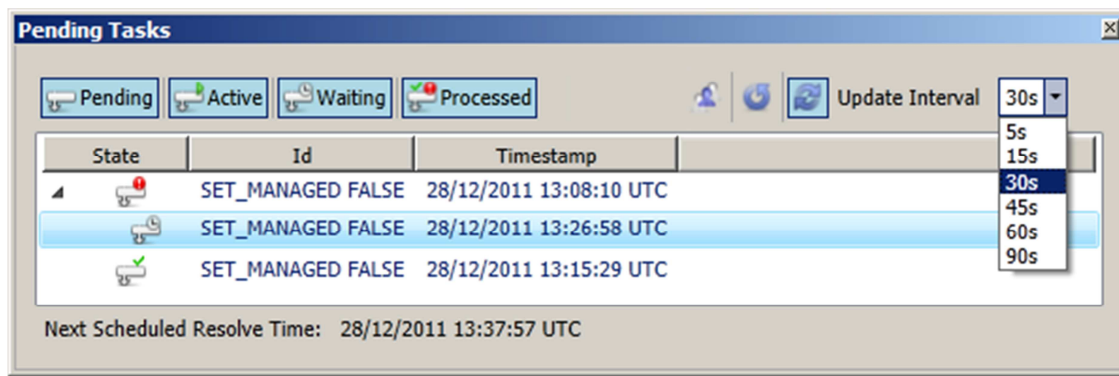 Pending Tasks
Pending Active Waiting Processed Update Interval 30s
State Id Timestamp
5s
15s
30s
45s
60s
90s
SET_MANAGED FALSE 28/12/2011 13:08:10 UTC
SET_MANAGED FALSE 28/12/2011 13:26:58 UTC
SET_MANAGED FALSE 28/12/2011 13:15:29 UTC
Next Scheduled Resolve Time: 28/12/2011 13:37:57 UTC